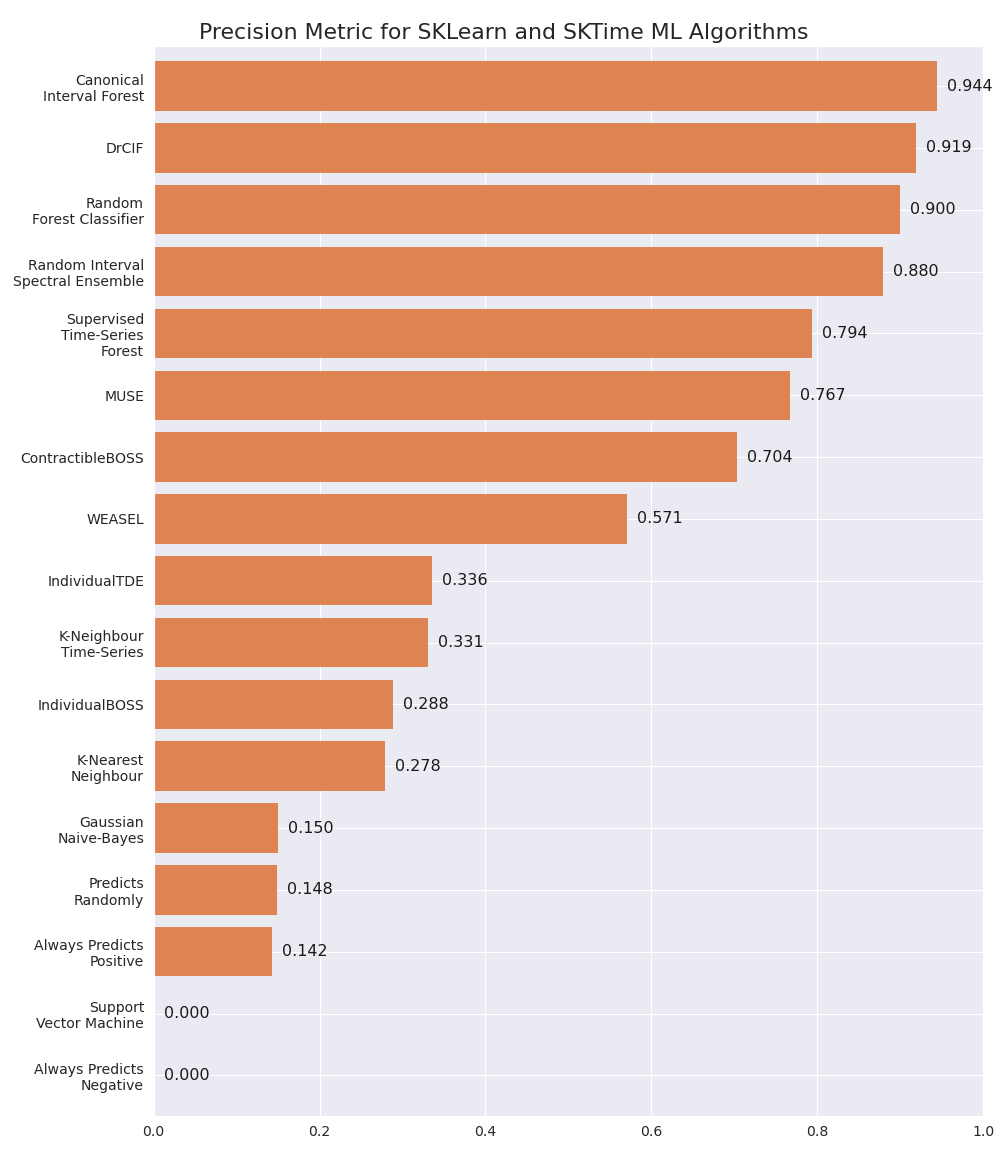 Precision Metric for SKLearn and SKTime ML Algorithms
Canonical
Interval Forest
0.944
DrCIF
0.919
Random
Forest Classifier
0.900
Random Interval
Spectral Ensemble
0.880
Supervised
Time-Series
Forest
0.794
MUSE
0.767
ContractibleBOSS
0.704
WEASEL
0.571
IndividualTDE
0.336
K-Neighbour
Time-Series
0.331
IndividualBOSS
0.288
K-Nearest
Neighbour
0.278
Gaussian
Naive-Bayes
0.150
Predicts
Randomly
0.148
Always Predicts
Positive
0.142
Support
Vector Machine
0.000
Always Predicts
Negative
0.000
0.0 0.2 0.4 0.6 0.8 1.0